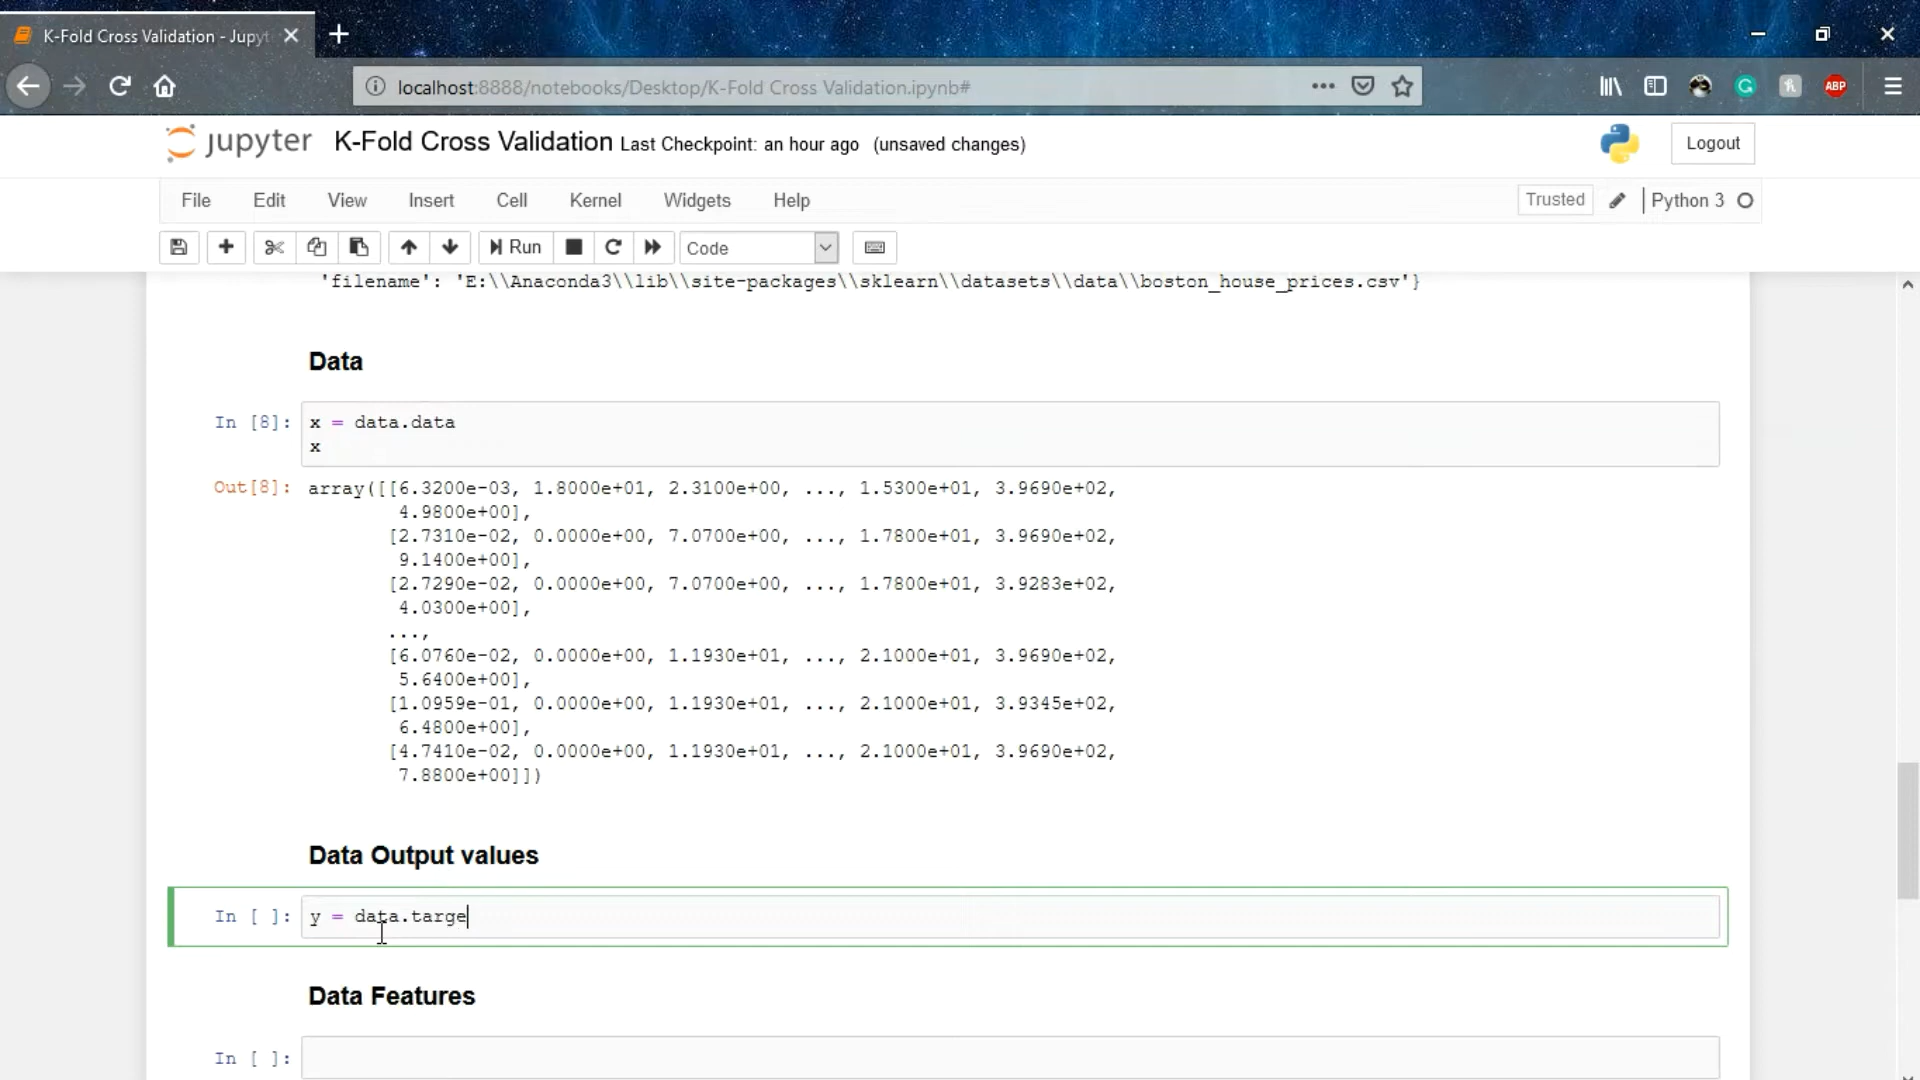 K-Fold Cross Validation - Jupyt
localhost:8888/notebooks/Desktop/K-Fold Cross Validation.ipynb#
ABP
jupyter K-Fold Cross Validation Last Checkpoint: an hour ago (unsaved changes)
Logout
File Edit View Insert Cell Kernel Widgets Help
Trusted Python 3
Run Code
'filename': 'E:\\Anaconda3\\lib\\site-packages\\sklearn\\datasets\\data\\boston_house_prices.csv'}
Data
In [8]: x = data.data
x
Out[8]: array([[6.3200e-03, 1.8000e+01, 2.3100e+00, ..., 1.5300e+01, 3.9690e+02,
4.9800e+00],
[2.7310e-02, 0.0000e+00, 7.0700e+00, ..., 1.7800e+01, 3.9690e+02,
9.1400e+00],
[2.7290e-02, 0.0000e+00, 7.0700e+00, ..., 1.7800e+01, 3.9283e+02,
4.0300e+00],
...,
[6.0760e-02, 0.0000e+00, 1.1930e+01, ..., 2.1000e+01, 3.9690e+02,
5.6400e+00],
[1.0959e-01, 0.0000e+00, 1.1930e+01, ..., 2.1000e+01, 3.9345e+02,
6.4800e+00],
[4.7410e-02, 0.0000e+00, 1.1930e+01, ..., 2.1000e+01, 3.9690e+02,
7.8800e+00]])
Data Output values
In [ ]: y = data.targe
Data Features
In [ ]: